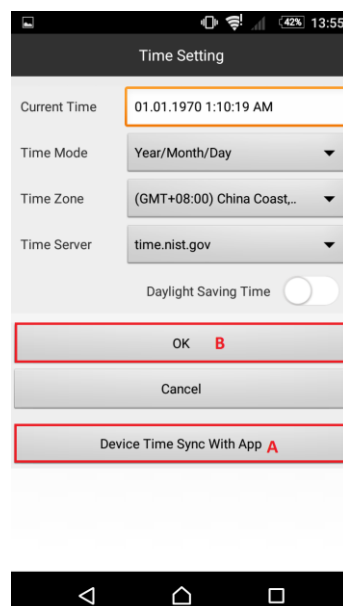 42% 13:55
Time Setting
Current Time 01.01.1970 1:10:19 AM
Time Mode Year/Month/Day
Time Zone (GMT+08:00) China Coast,..
Time Server time.nist.gov
Daylight Saving Time
OK B
Cancel
Device Time Sync With App A